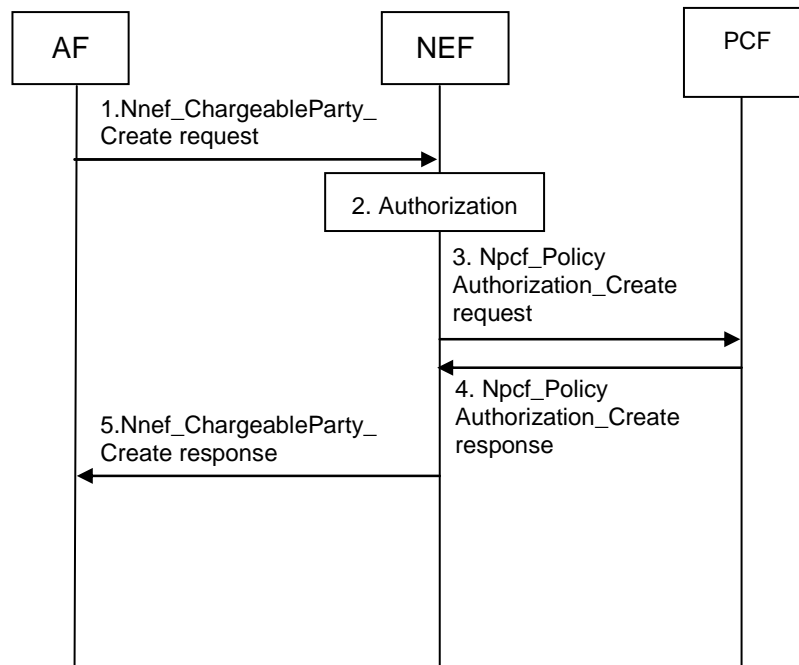 AF
NEF
PCF
1.Nnef_ChargeableParty_
Create request
2. Authorization
3. Npcf_Policy
Authorization_Create
request
4. Npcf_Policy
Authorization_Create
response
5.Nnef_ChargeableParty_
Create response